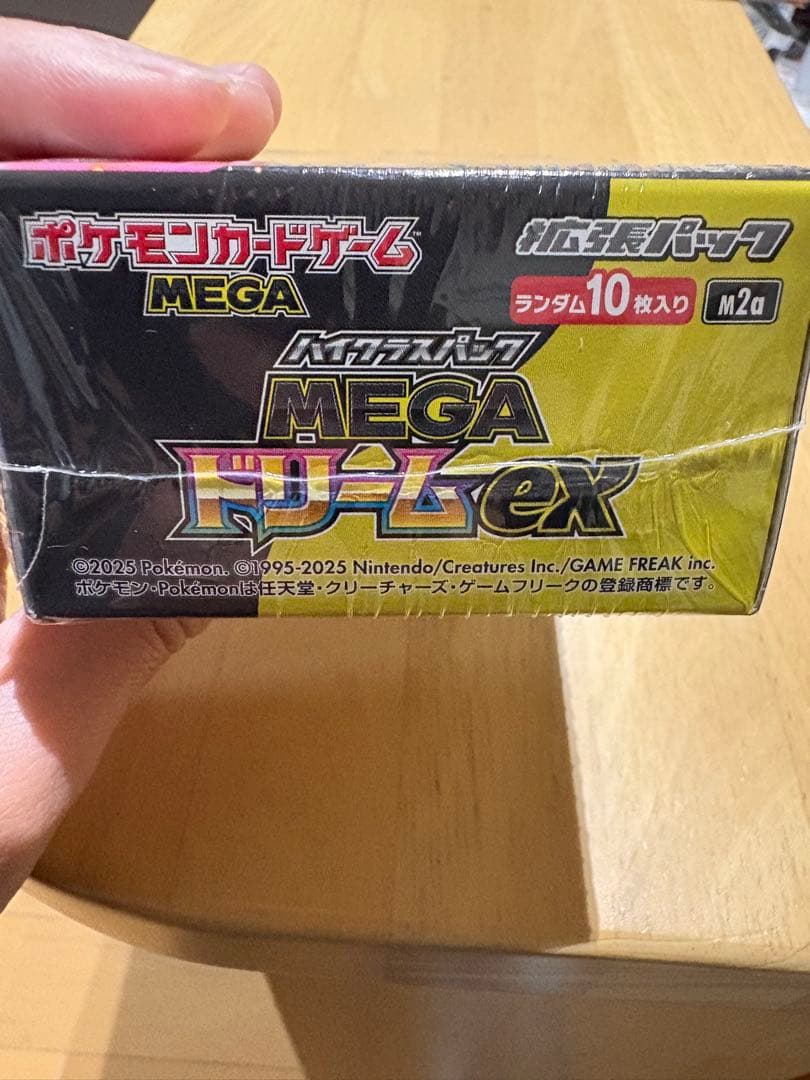 ポケモンカードゲーム™
MEGA
拡張パック
ランダム10枚入り M2a
ハイクラスパック
MEGA
ドリームex
©2025 Pokémon. ©1995-2025 Nintendo/Creatures Inc./GAME FREAK inc.
ポケモン・Pokémonは任天堂・クリーチャーズ・ゲームフリークの登録商標です。